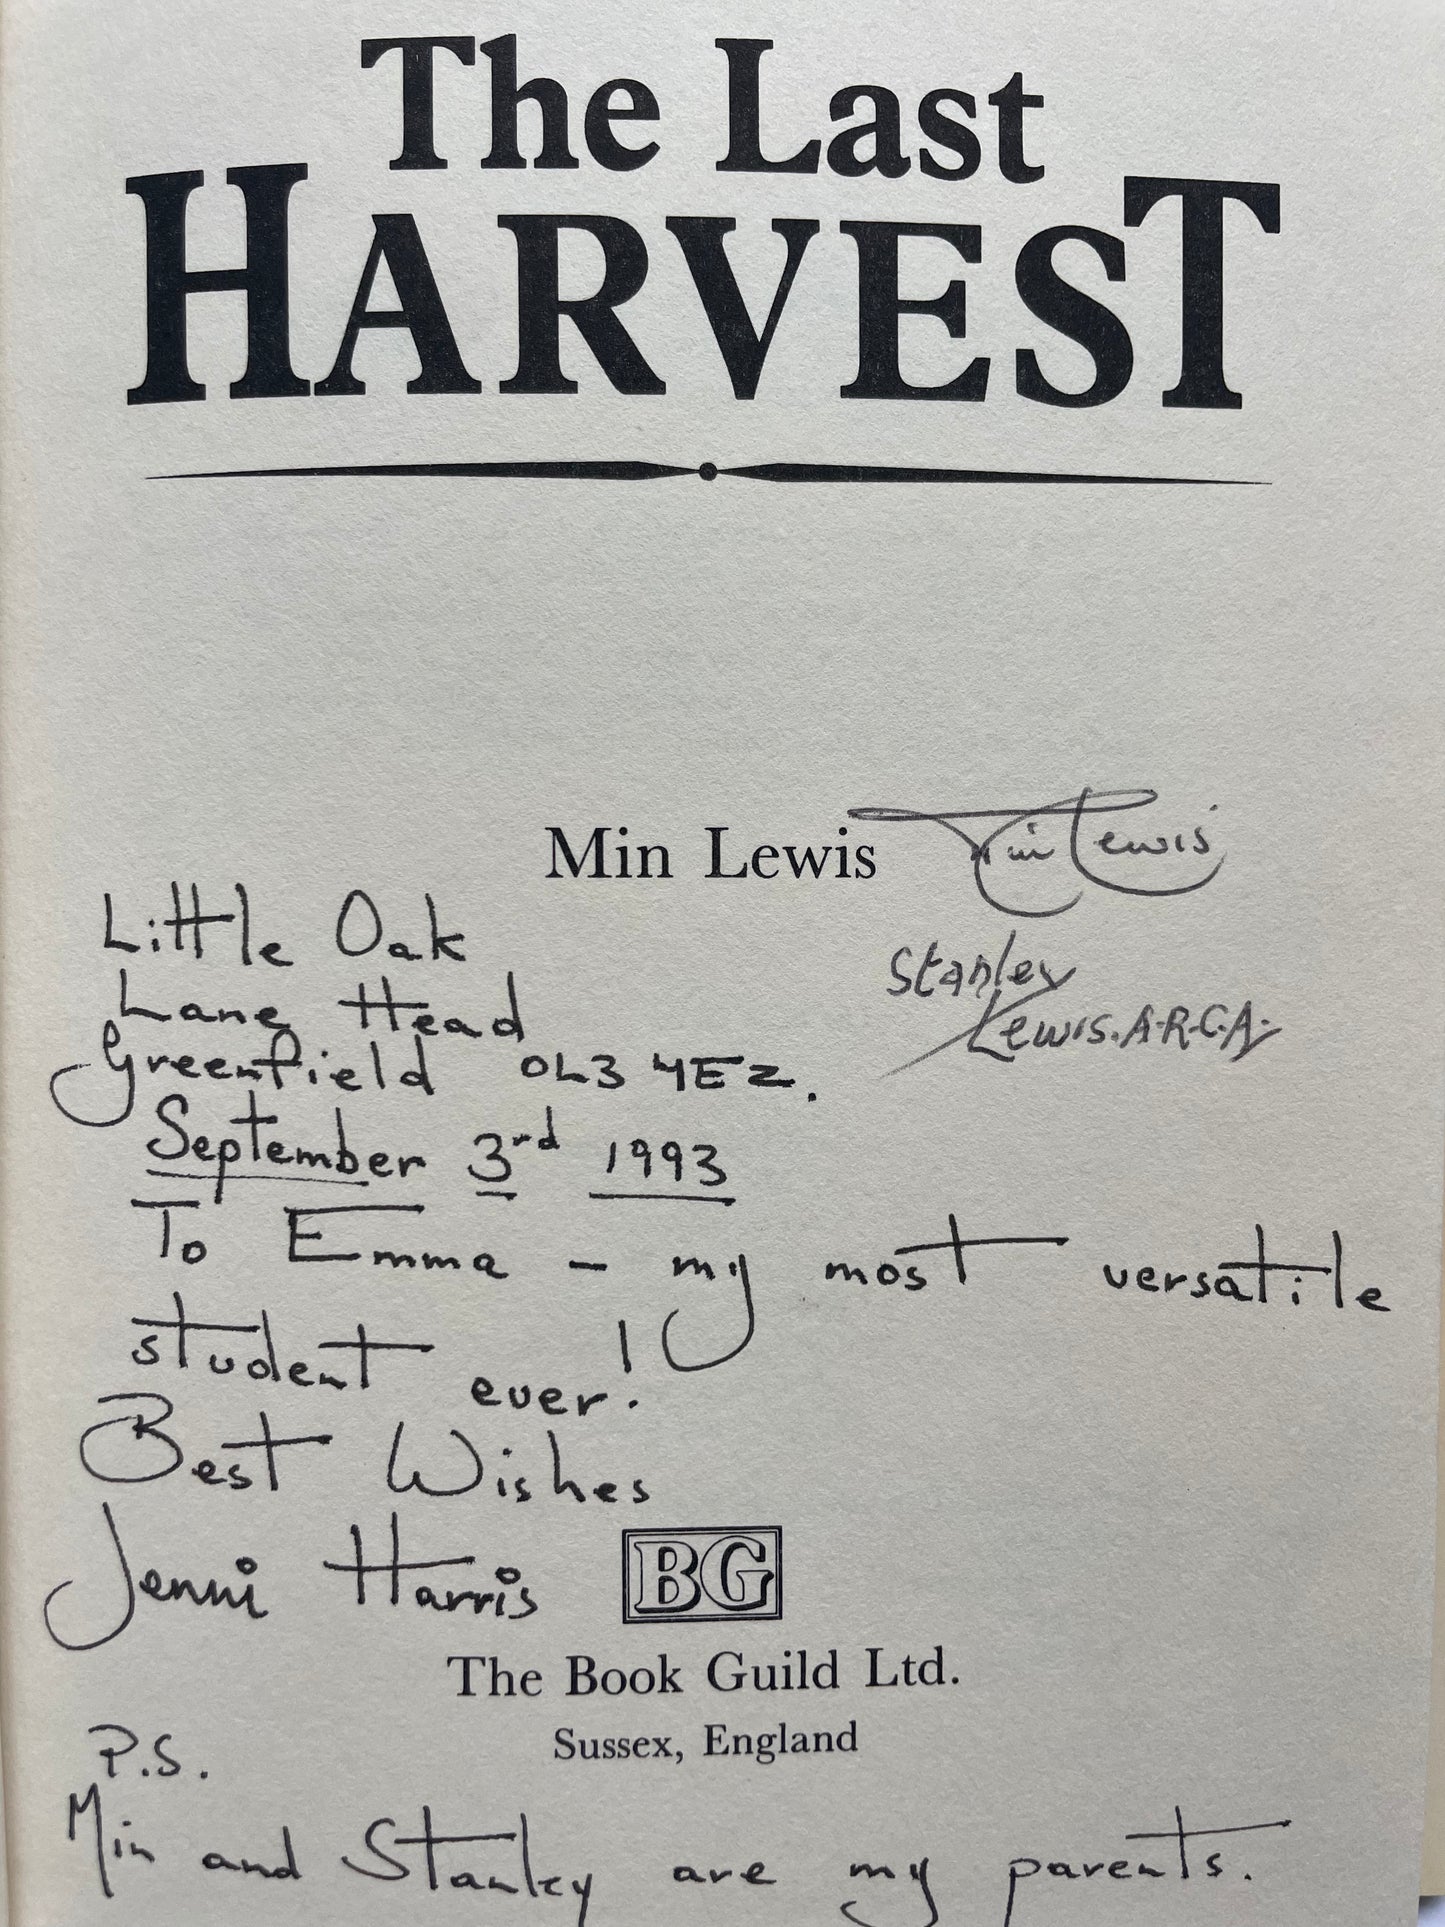 The Last
HARVEST
Min Lewis
Min Lewis
Stanley
Lewis. A.R.C.A.
Little Oak
Lane Head
Greenfield OL3 4EZ.
September 3rd 1993
To Emma – my most versatile
student ever!
Best Wishes
Jenni Harris
BG
The Book Guild Ltd.
Sussex, England
P.S.
Min and Stanley are my parents.